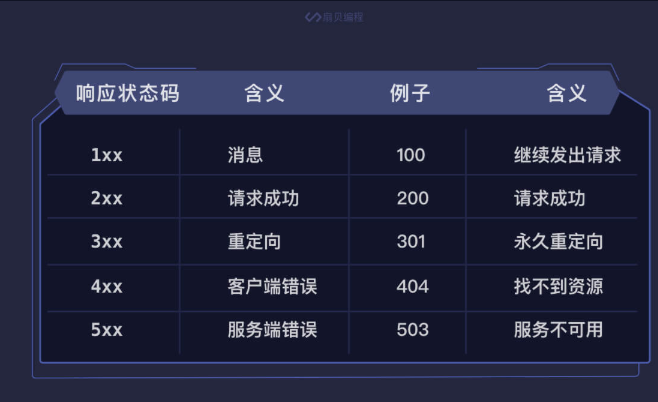 扇贝编程
响应状态码 含义 例子 含义
1xx 消息 100 继续发出请求
2xx 请求成功 200 请求成功
3xx 重定向 301 永久重定向
4xx 客户端错误 404 找不到资源
5xx 服务端错误 503 服务不可用